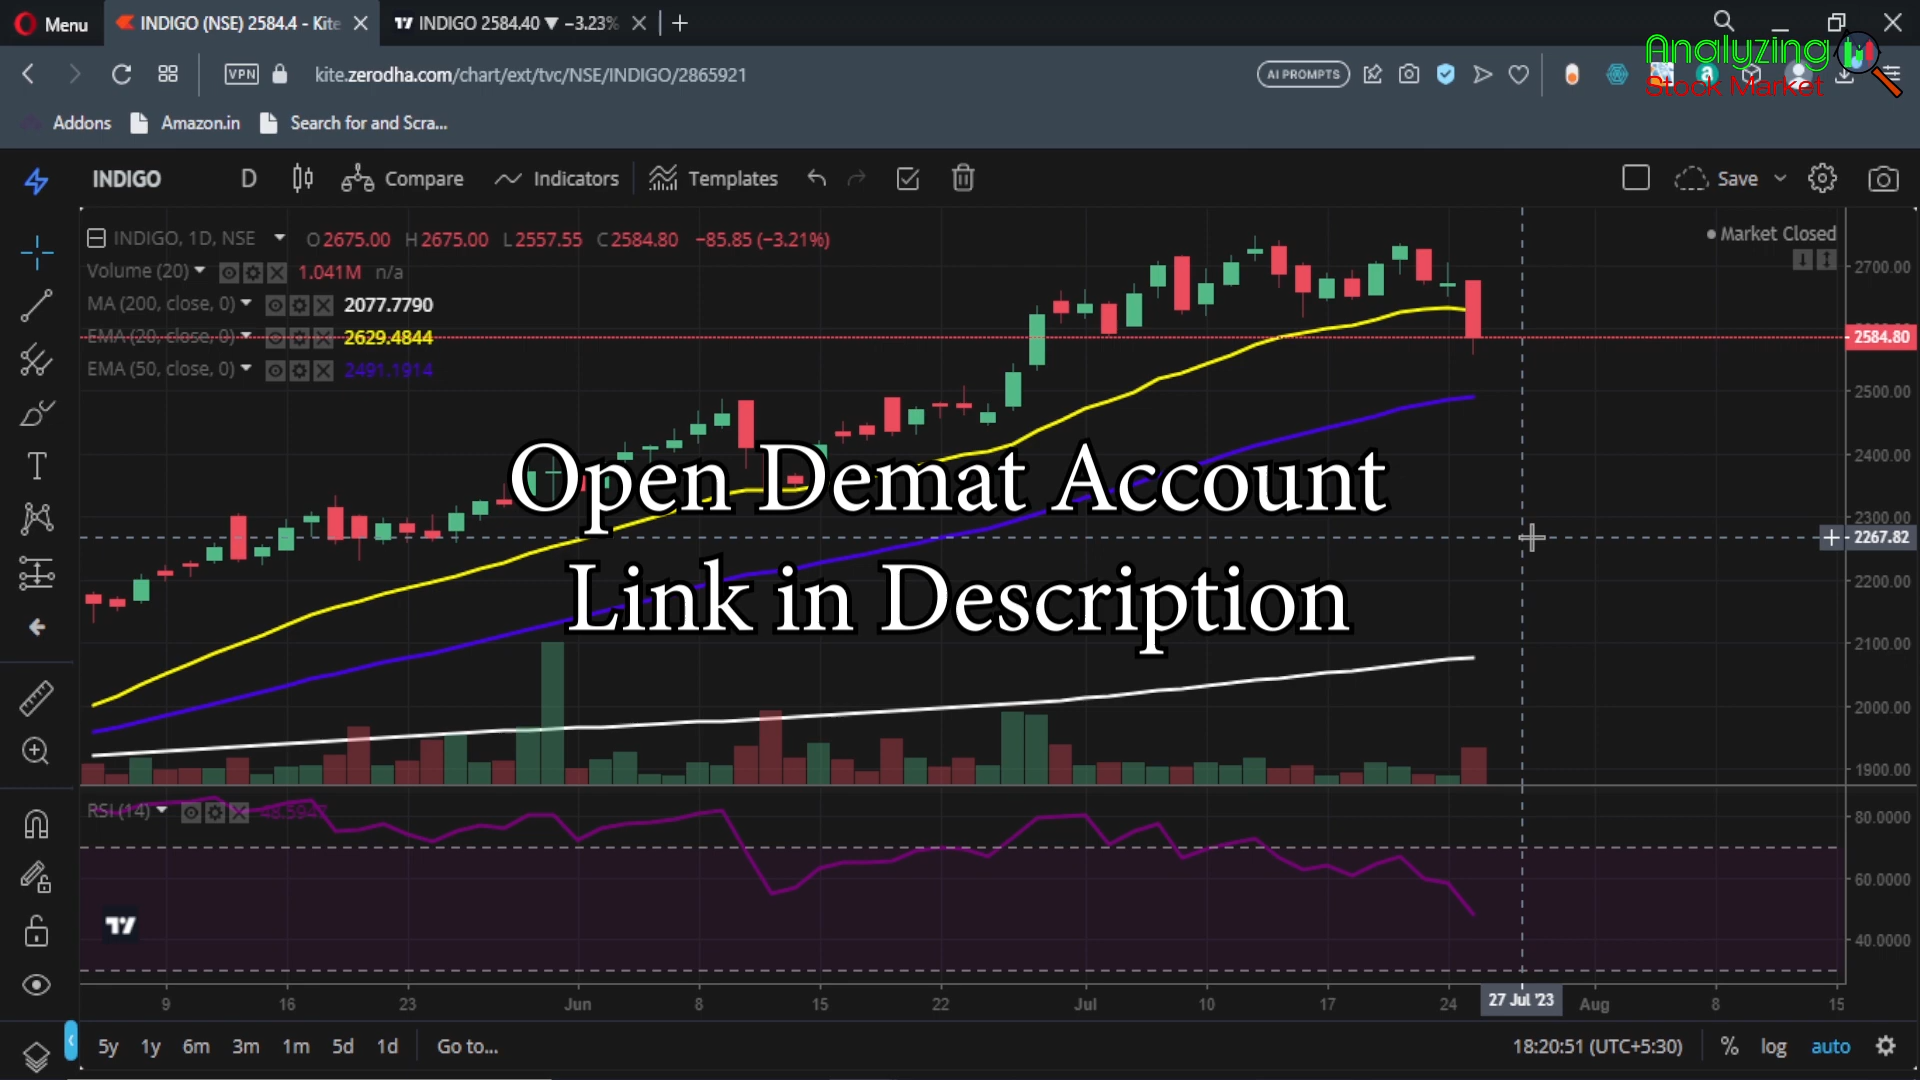 Menu
INDIGO (NSE) 2584.4 - Kite
INDIGO 2584.40 ▼ −3.23%
Analyzing
Stock Market
VPN
kite.zerodha.com/chart/ext/tvc/NSE/INDIGO/2865921
AI PROMPTS
Addons
Amazon.in
Search for and Scra...
INDIGO
D
Compare
Indicators
Templates
Save
INDIGO, 1D, NSE
O2675.00 H2675.00 L2557.55 C2584.80 −85.85 (−3.21%)
Market Closed
Volume (20)
1.041M n/a
MA (200, close, 0)
2077.7790
EMA (20, close, 0)
2629.4844
EMA (50, close, 0)
2491.1914
2700.00
2584.80
2500.00
2400.00
2300.00
2267.82
2200.00
2100.00
2000.00
1900.00
Open Demat Account
Link in Description
RSI (14)
48.5947
80.0000
60.0000
40.0000
9 16 23 Jun 8 15 22 Jul 10 17 24 27 Jul '23 Aug 8 15
5y 1y 6m 3m 1m 5d 1d Go to...
18:20:51 (UTC+5:30) % log auto